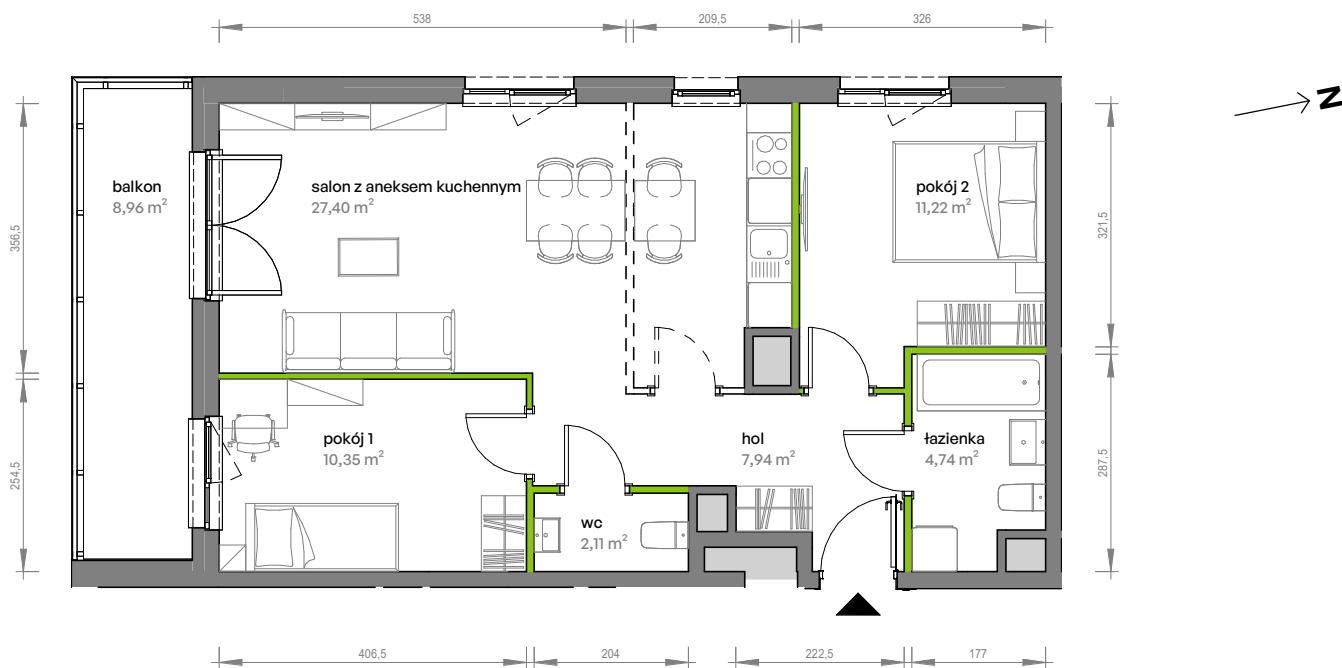 538
209,5
326
N
balkon
8,96 m²
salon z aneksem kuchennym
27,40 m²
pokój 2
11,22 m²
356,5
321,5
pokój 1
10,35 m²
hol
7,94 m²
łazienka
4,74 m²
254,5
287,5
wc
2,11 m²
406,5
204
222,5
177